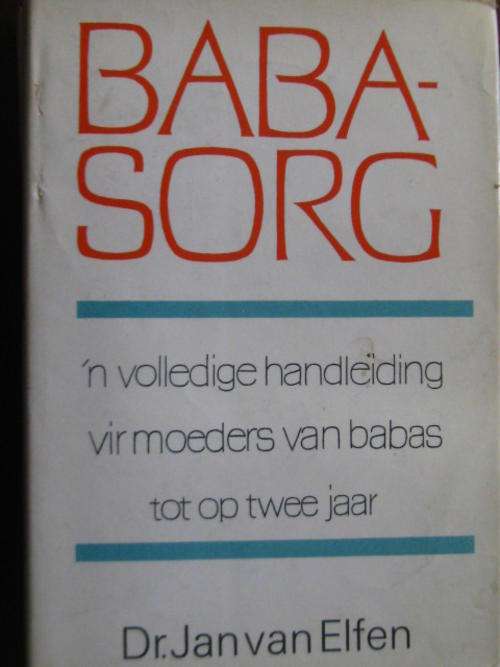 BABA-
SORG
'n volledige handleiding
vir moeders van babas
tot op twee jaar
Dr. Jan van Elfen